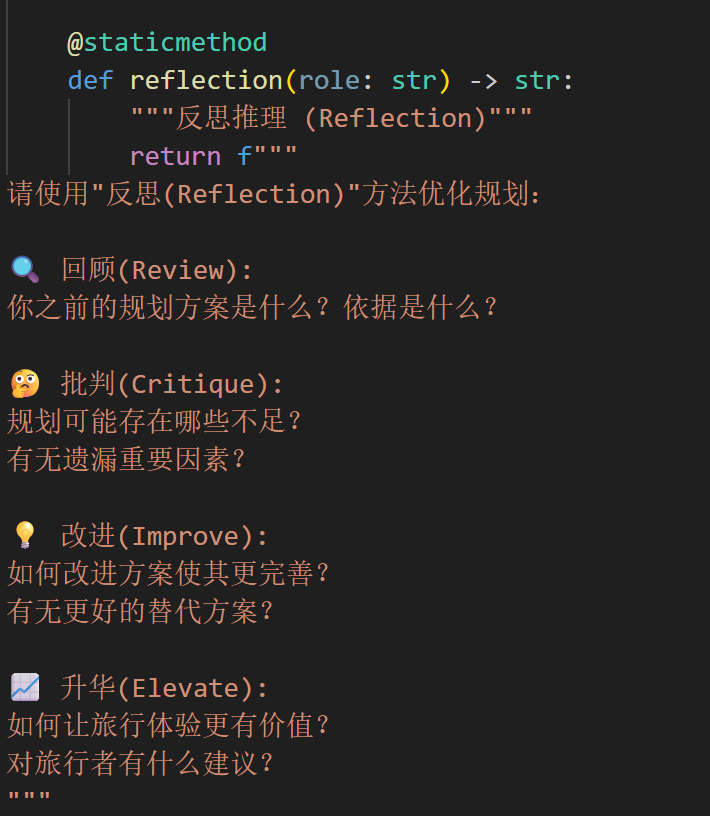 @staticmethod
def reflection(role: str) -> str:
"""反思推理 (Reflection)"""
return f"""
请使用"反思(Reflection)"方法优化规划：
🔍 回顾(Review):
你之前的规划方案是什么？依据是什么？
🤔 批判(Critique):
规划可能存在哪些不足？
有无遗漏重要因素？
💡 改进(Improve):
如何改进方案使其更完善？
有无更好的替代方案？
📈 升华(Elevate):
如何让旅行体验更有价值？
对旅行者有什么建议？
"""